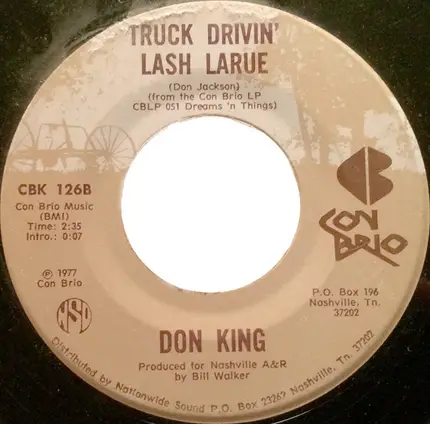 TRUCK DRIVIN'
LASH LARUE
(Don Jackson)
(from the Con Brio LP
CBLP 051 Dreams 'n Things)
CBK 126B
Con Brio Music
(BMI)
Time: 2:35
Intro.: 0:07
CON
BRIO
℗ 1977
Con Brio
P.O. Box 196
Nashville, Tn.
37202
NSD
DON KING
Produced for Nashville A&R
by Bill Walker
Distributed by Nationwide Sound P.O. Box 23262 Nashville, Tn. 37202